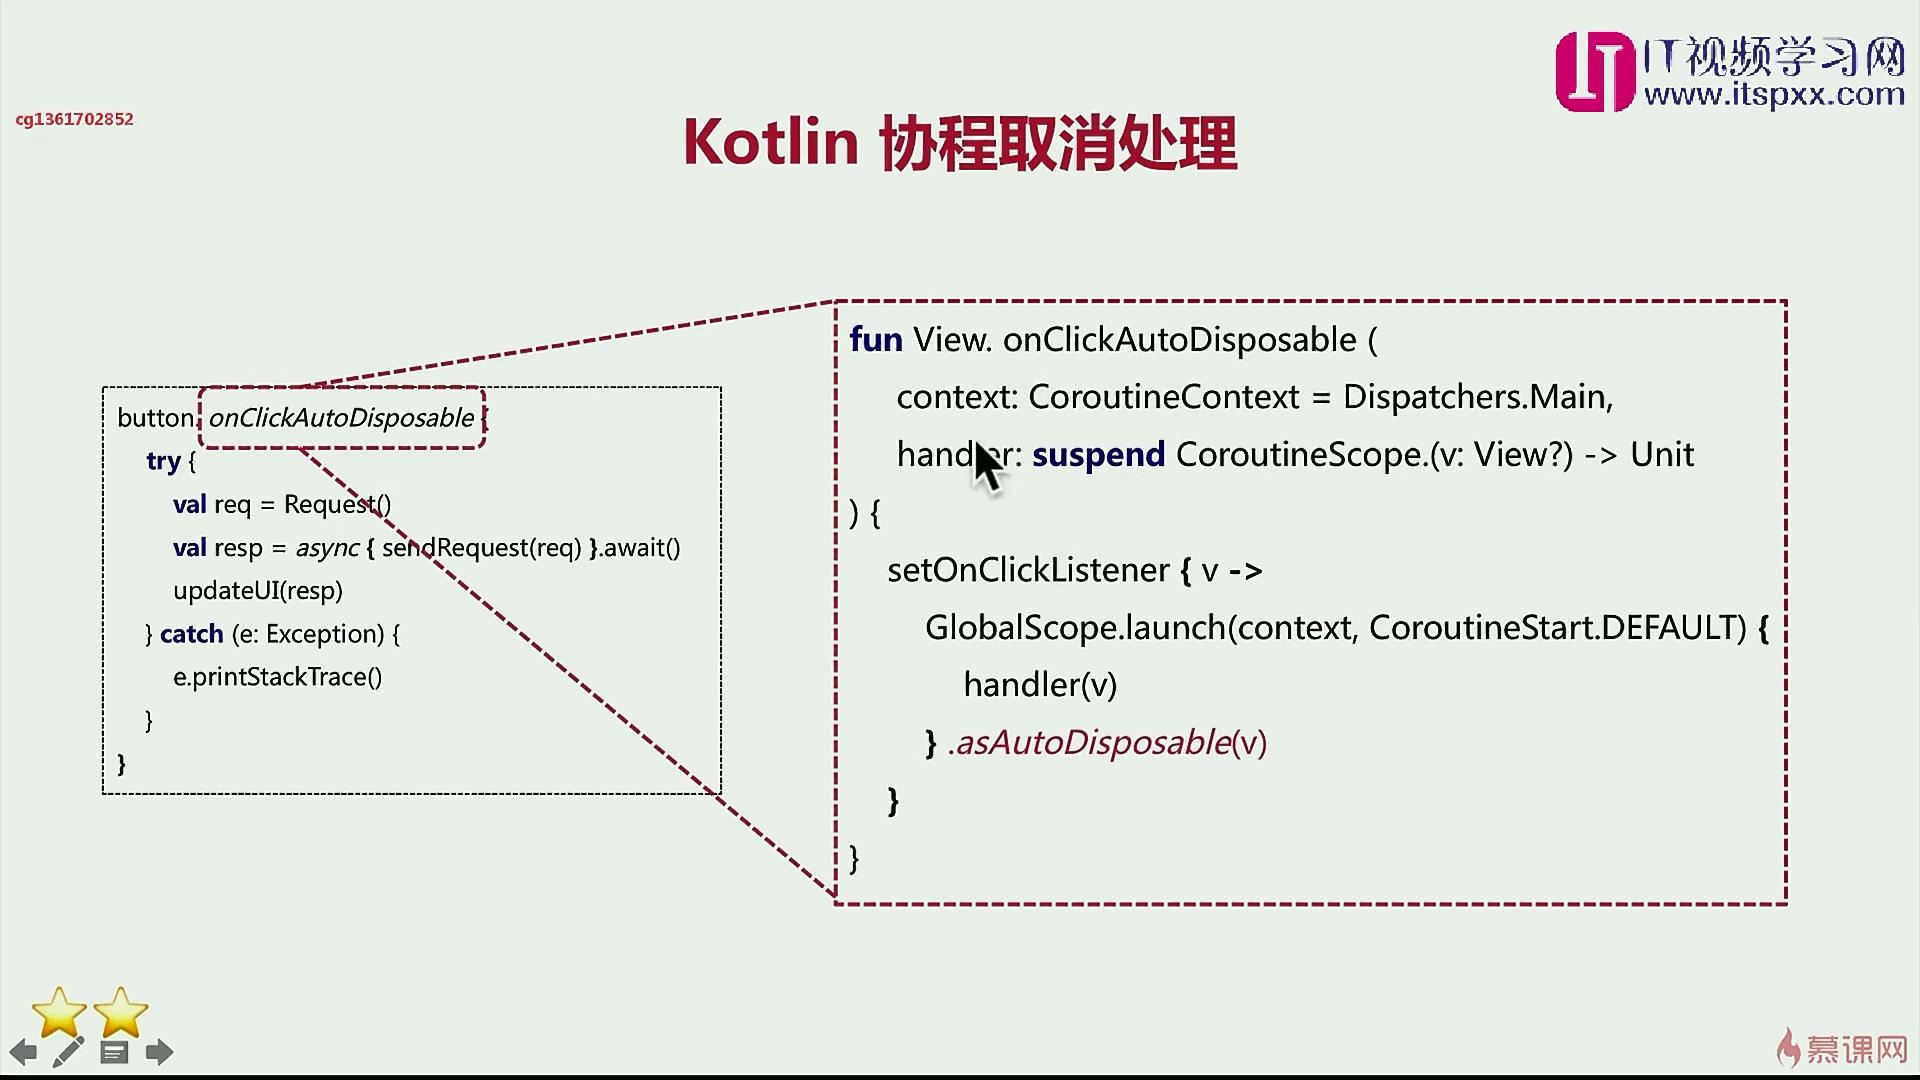 IT视频学习网
www.itspxx.com
cg1361702852
Kotlin 协程取消处理
button. onClickAutoDisposable {
try {
val req = Request()
val resp = async { sendRequest(req) }.await()
updateUI(resp)
} catch (e: Exception) {
e.printStackTrace()
}
}
fun View. onClickAutoDisposable (
context: CoroutineContext = Dispatchers.Main,
handler: suspend CoroutineScope.(v: View?) -> Unit
) {
setOnClickListener { v ->
GlobalScope.launch(context, CoroutineStart.DEFAULT) {
handler(v)
} .asAutoDisposable(v)
}
}
慕课网